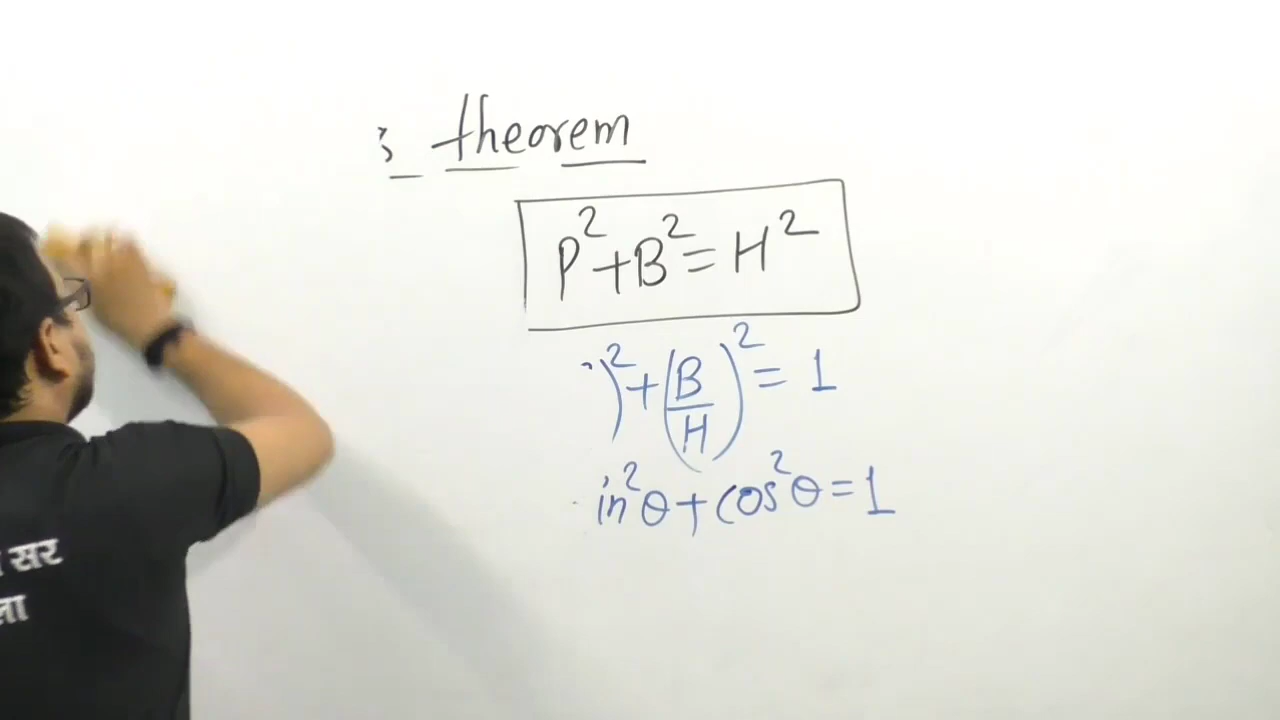 theorem
P²+B²=H²
)²+(B/H)²=1
in²θ+cos²θ=1
सर
ला